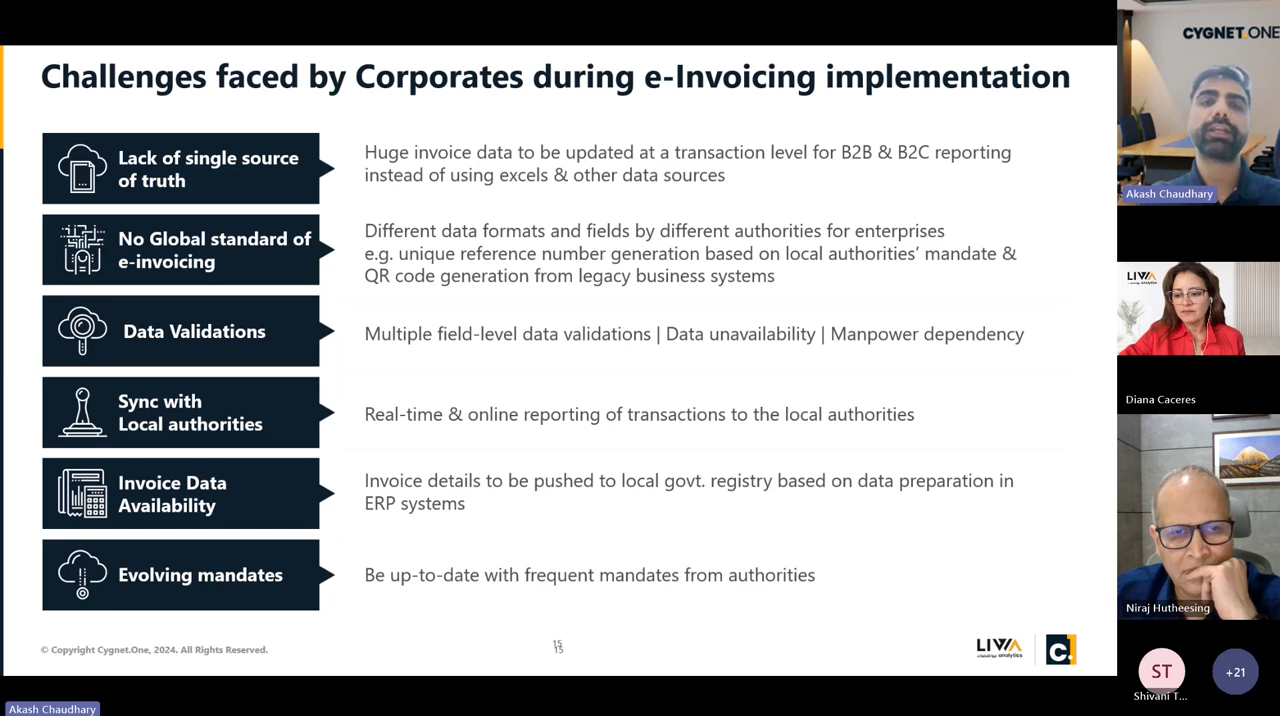 Challenges faced by Corporates during e-Invoicing implementation
Lack of single source
of truth
Huge invoice data to be updated at a transaction level for B2B & B2C reporting
instead of using excels & other data sources
No Global standard of
e-invoicing
Different data formats and fields by different authorities for enterprises
e.g. unique reference number generation based on local authorities' mandate &
QR code generation from legacy business systems
Data Validations
Multiple field-level data validations | Data unavailability | Manpower dependency
Sync with
Local authorities
Real-time & online reporting of transactions to the local authorities
Invoice Data
Availability
Invoice details to be pushed to local govt. registry based on data preparation in
ERP systems
Evolving mandates
Be up-to-date with frequent mandates from authorities
© Copyright Cygnet.One, 2024. All Rights Reserved.
15
15
LIVVA
analytics
c.
Akash Chaudhary
CYGNET.ONE
Akash Chaudhary
LIVVA
analytics
Diana Caceres
Niraj Hutheesing
ST
Shivani T...
+21